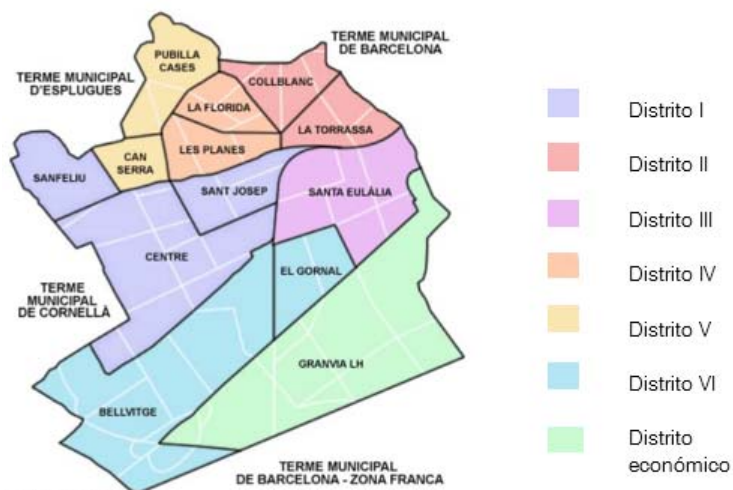 TERME MUNICIPAL
DE BARCELONA
PUBILLA
CASES
TERME MUNICIPAL
D'ESPLUGUES
COLLBLANC
LA FLORIDA
LA TORRASSA
LES PLANES
CAN
SERRA
SANFELIU
SANT JOSEP
SANTA EULÀLIA
CENTRE
EL GORNAL
TERME
MUNICIPAL
DE CORNELLÀ
GRANVIA LH
BELLVITGE
TERME MUNICIPAL
DE BARCELONA - ZONA FRANCA
Distrito I
Distrito II
Distrito III
Distrito IV
Distrito V
Distrito VI
Distrito
económico